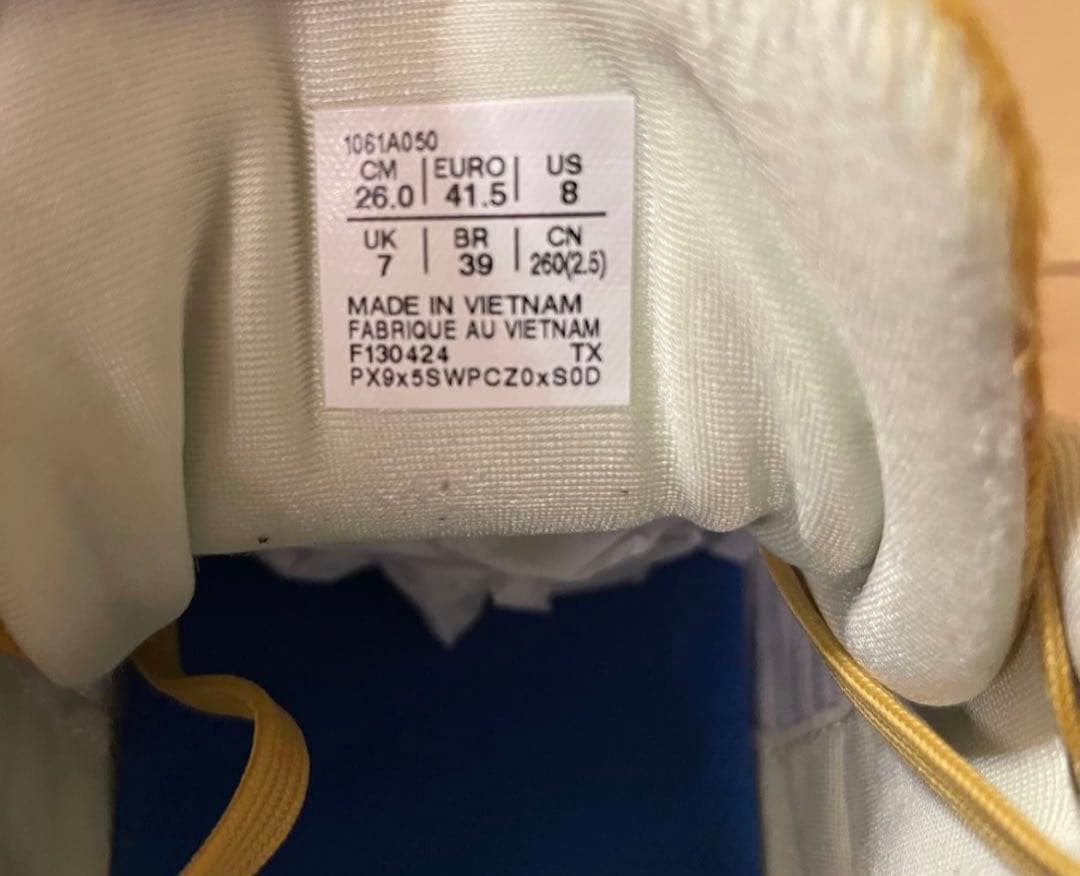 1061A050
CM | EURO | US
26.0 | 41.5 | 8
UK | BR | CN
7 | 39 | 260(2.5)
MADE IN VIETNAM
FABRIQUE AU VIETNAM
F130424 TX
PX9x5SWPCZ0xS0D